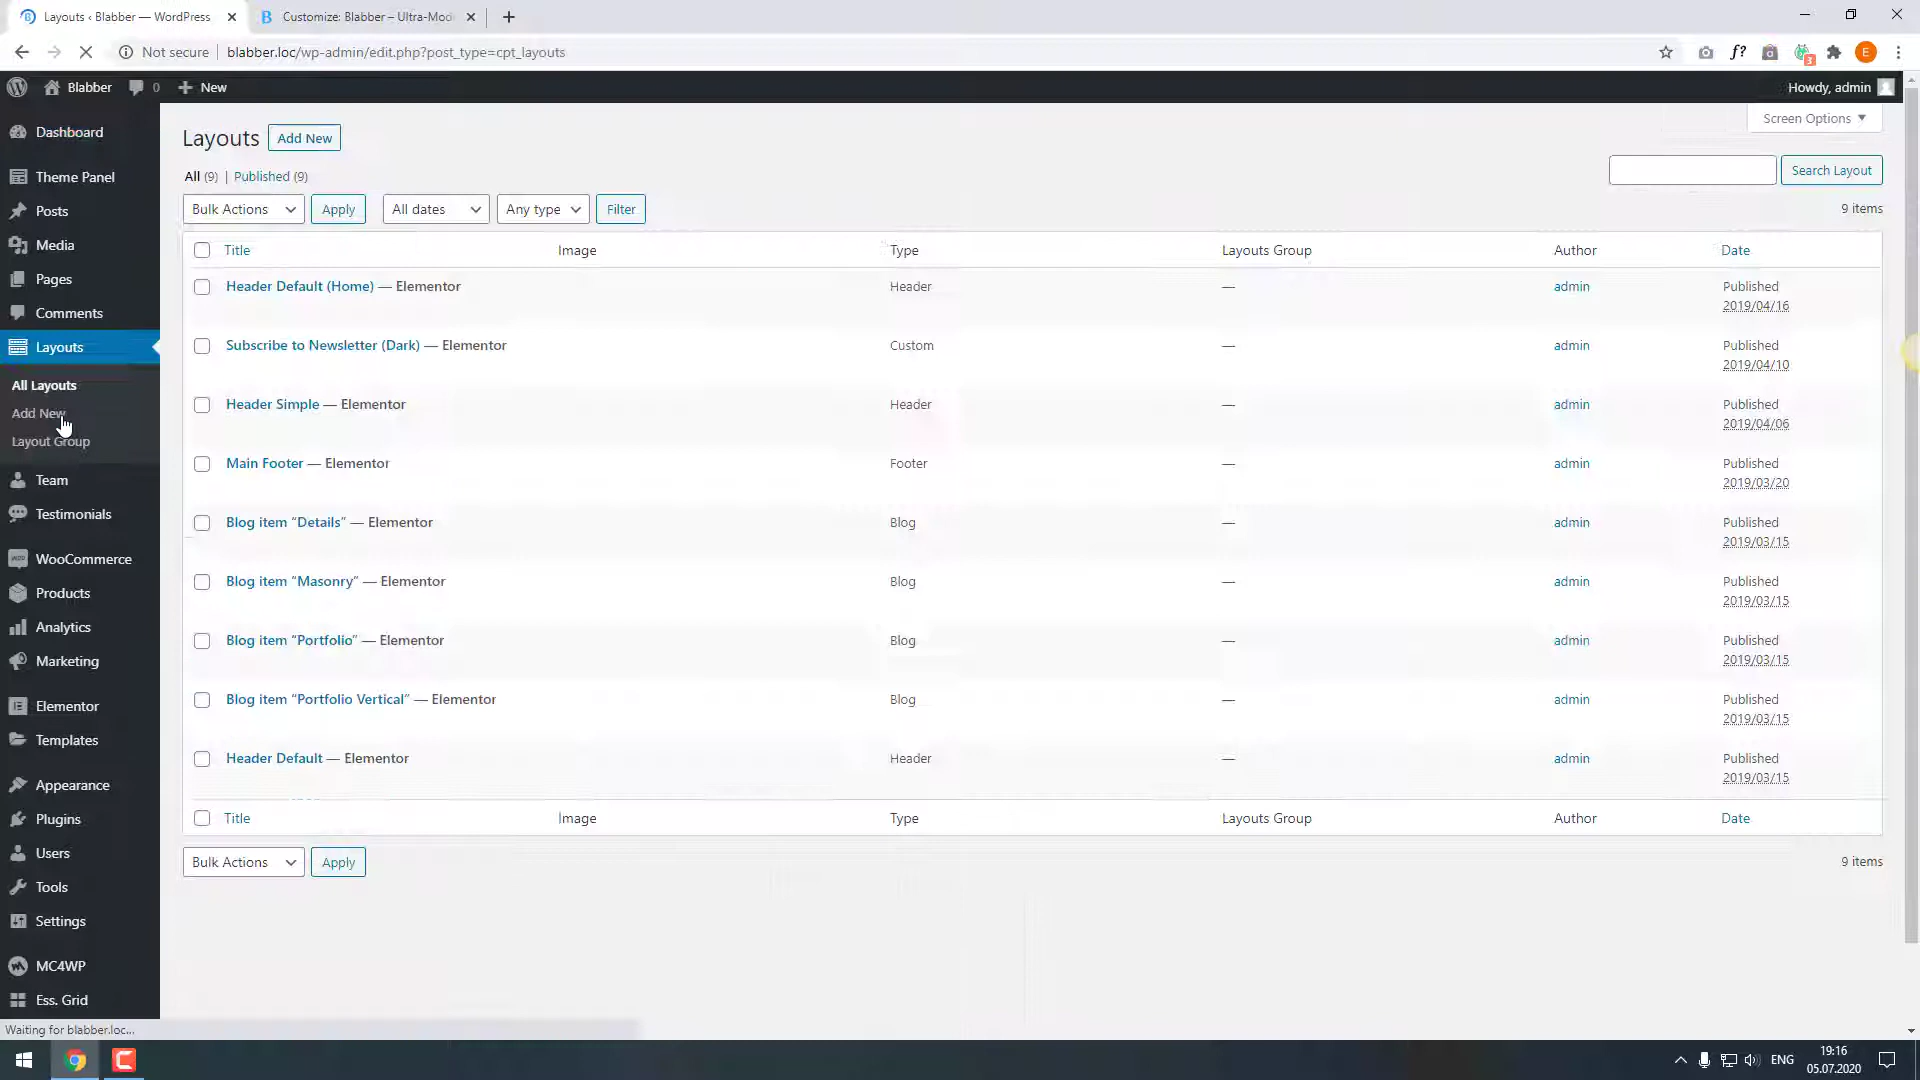 Layouts ‹ Blabber — WordPress
Customize: Blabber – Ultra-Mod
Not secure
blabber.loc/wp-admin/edit.php?post_type=cpt_layouts
f?
3
E
Blabber
0
New
Howdy, admin
Dashboard
Theme Panel
Posts
Media
Pages
Comments
Layouts
All Layouts
Add New
Layout Group
Team
Testimonials
WooCommerce
Products
Analytics
Marketing
Elementor
Templates
Appearance
Plugins
Users
Tools
Settings
MC4WP
Ess. Grid
Screen Options
Layouts Add New
All (9) | Published (9)
Search Layout
Bulk Actions Apply All dates Any type Filter 9 items
Title Image Type Layouts Group Author Date
Header Default (Home) — Elementor Header — admin Published
2019/04/16
Subscribe to Newsletter (Dark) — Elementor Custom — admin Published
2019/04/10
Header Simple — Elementor Header — admin Published
2019/04/06
Main Footer — Elementor Footer — admin Published
2019/03/20
Blog item “Details” — Elementor Blog — admin Published
2019/03/15
Blog item “Masonry” — Elementor Blog — admin Published
2019/03/15
Blog item “Portfolio” — Elementor Blog — admin Published
2019/03/15
Blog item “Portfolio Vertical” — Elementor Blog — admin Published
2019/03/15
Header Default — Elementor Header — admin Published
2019/03/15
Title Image Type Layouts Group Author Date
Bulk Actions Apply 9 items
Waiting for blabber.loc...
ENG
19:16
05.07.2020